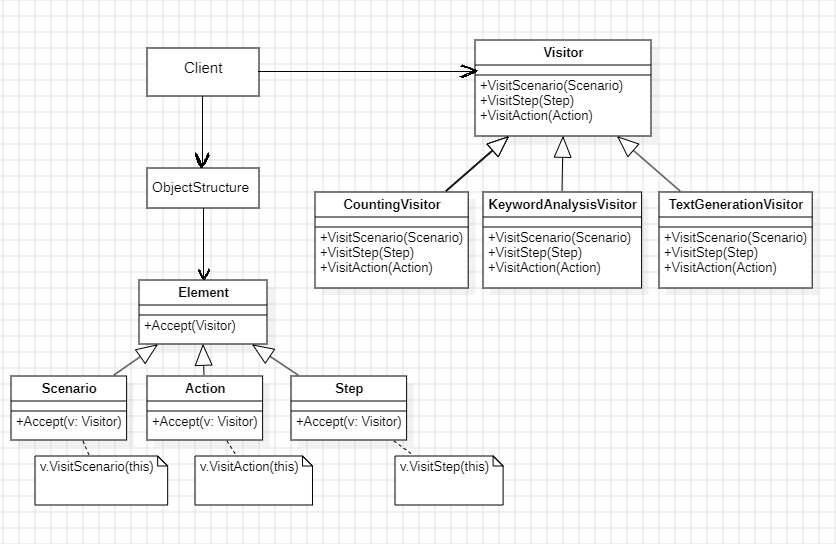 Client
Visitor
+VisitScenario(Scenario)
+VisitStep(Step)
+VisitAction(Action)
ObjectStructure
CountingVisitor
+VisitScenario(Scenario)
+VisitStep(Step)
+VisitAction(Action)
KeywordAnalysisVisitor
+VisitScenario(Scenario)
+VisitStep(Step)
+VisitAction(Action)
TextGenerationVisitor
+VisitScenario(Scenario)
+VisitStep(Step)
+VisitAction(Action)
Element
+Accept(Visitor)
Scenario
+Accept(v: Visitor)
Action
+Accept(v: Visitor)
Step
+Accept(v: Visitor)
v.VisitScenario(this)
v.VisitAction(this)
v.VisitStep(this)